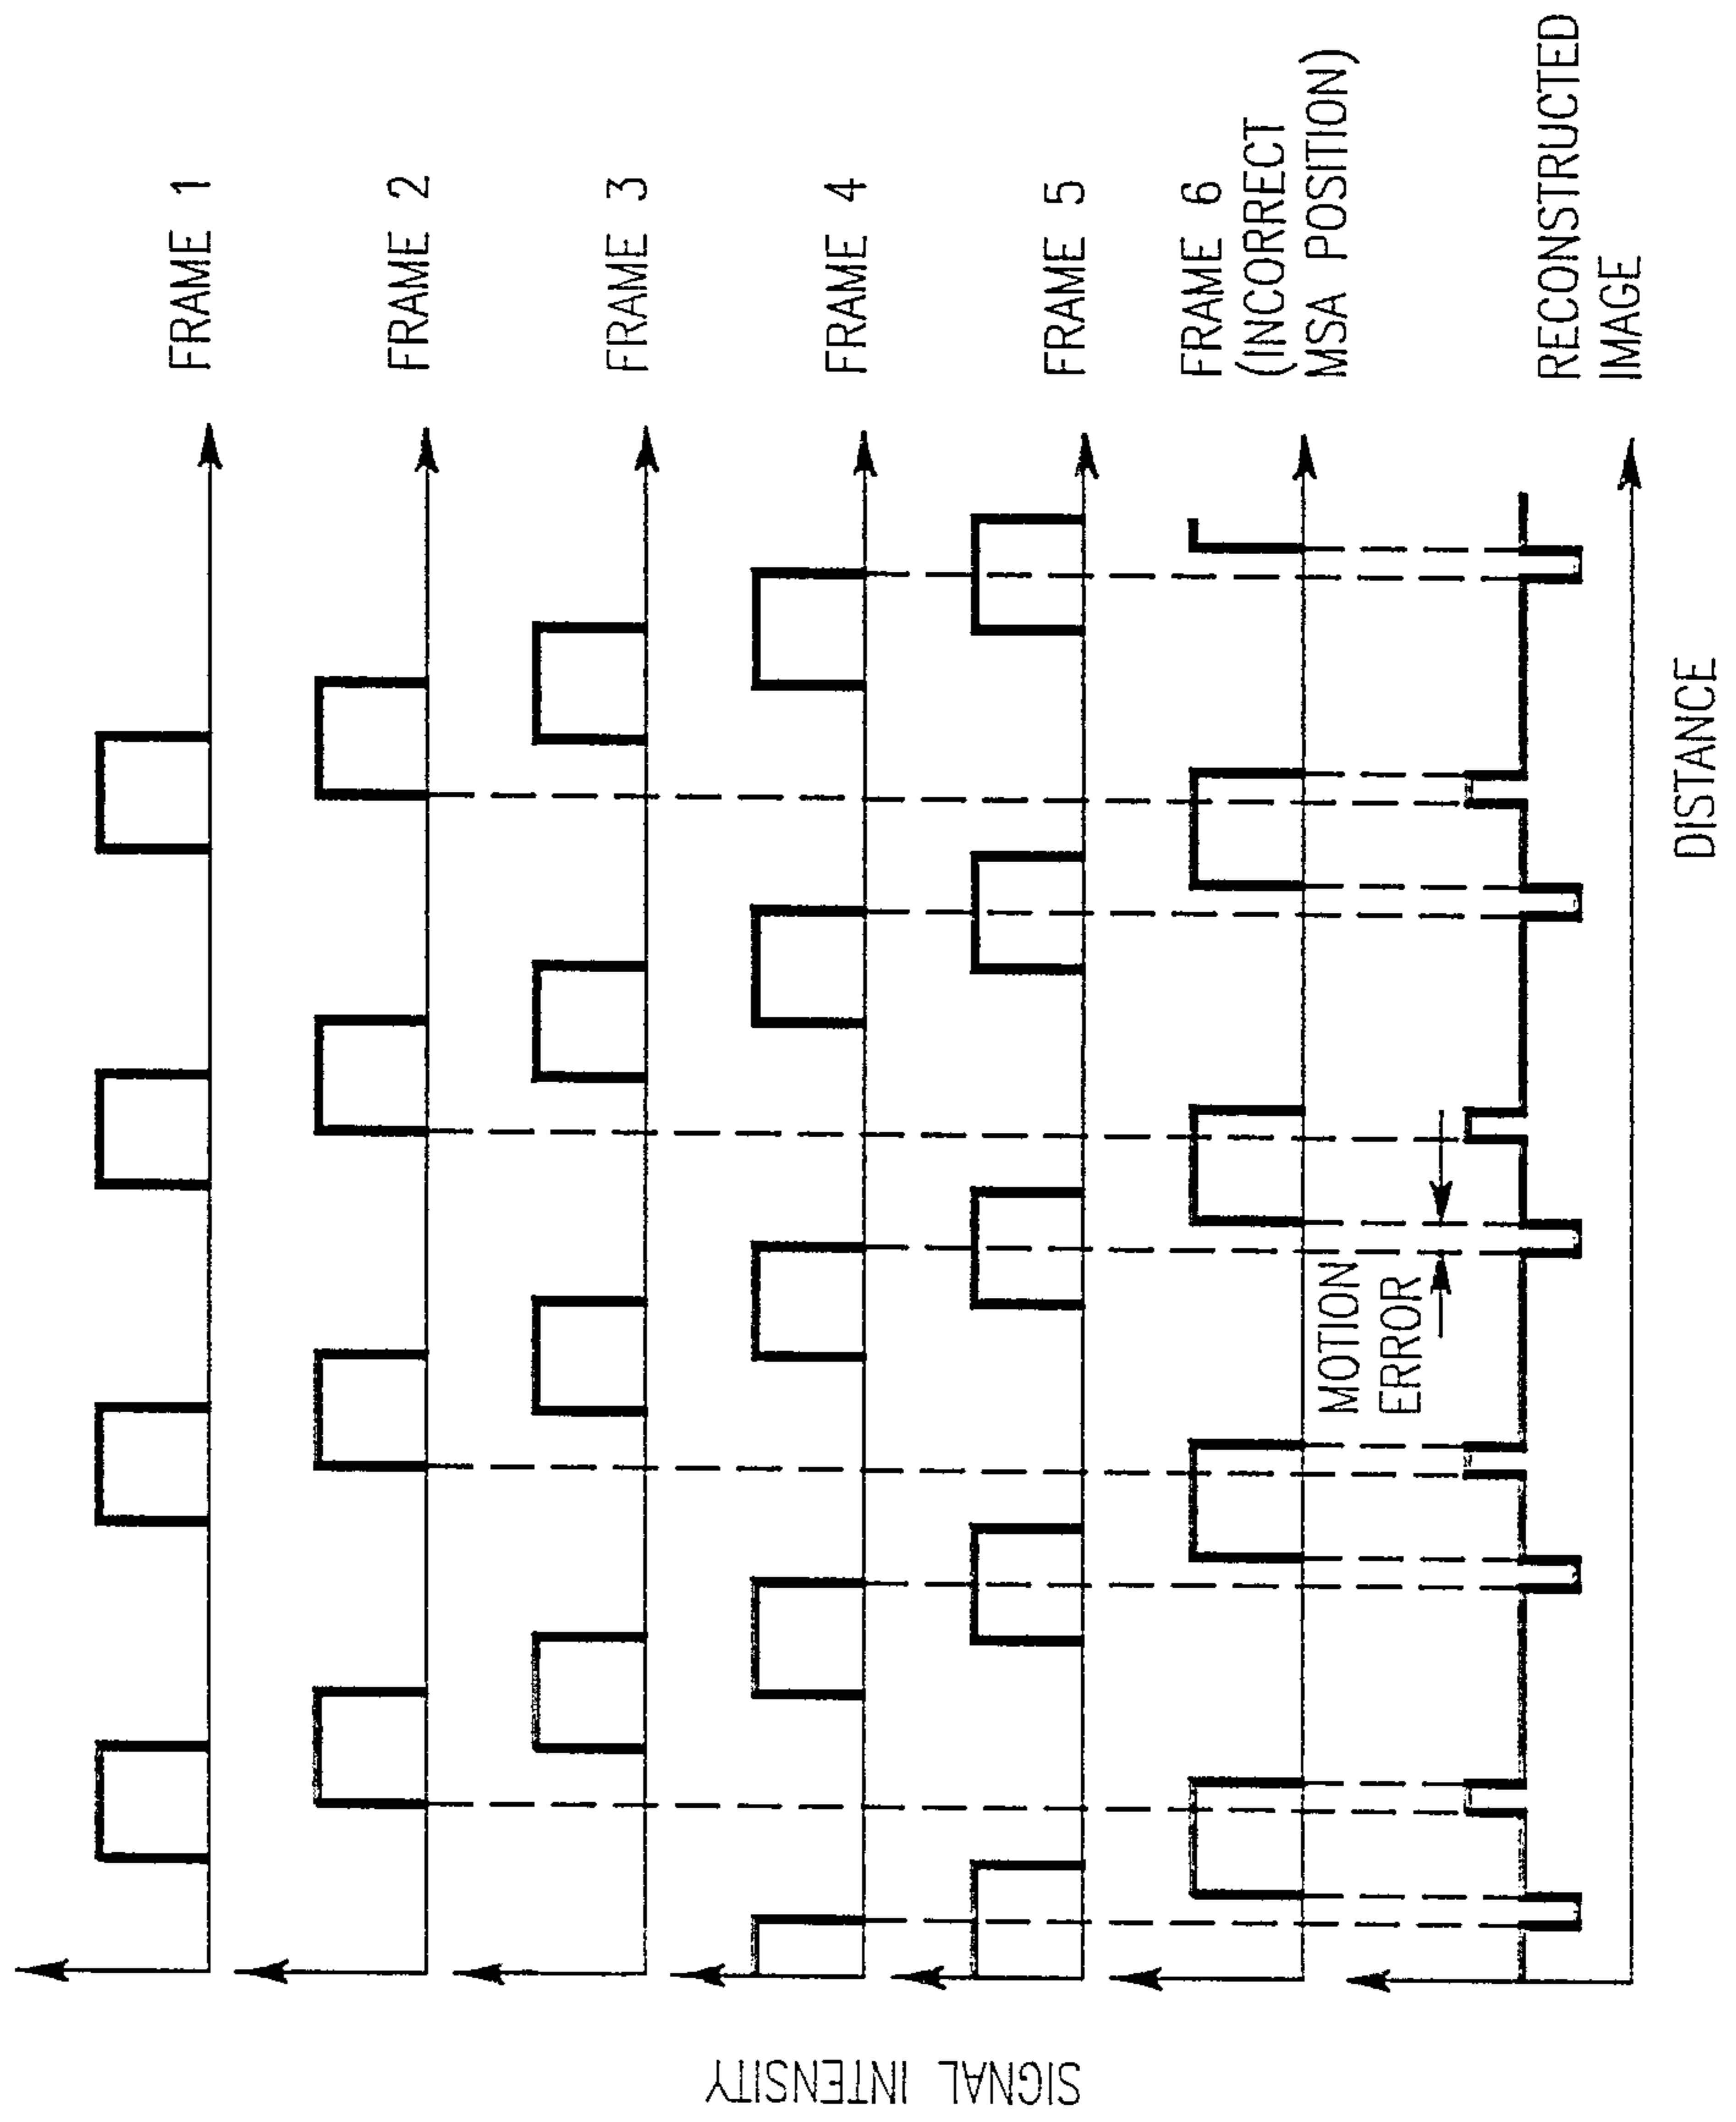 FRAME 1
FRAME 2
FRAME 3
FRAME 4
FRAME 5
FRAME 6
(INCORRECT
MSA POSITION)
RECONSTRUCTED
IMAGE
MOTION
ERROR
DISTANCE
SIGNAL INTENSITY